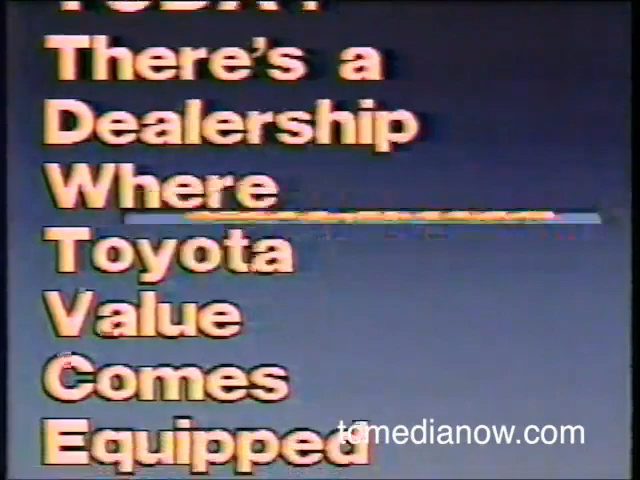 There's a
Dealership
Where
Toyota
Value
Comes
Equipped
tcmedianow.com